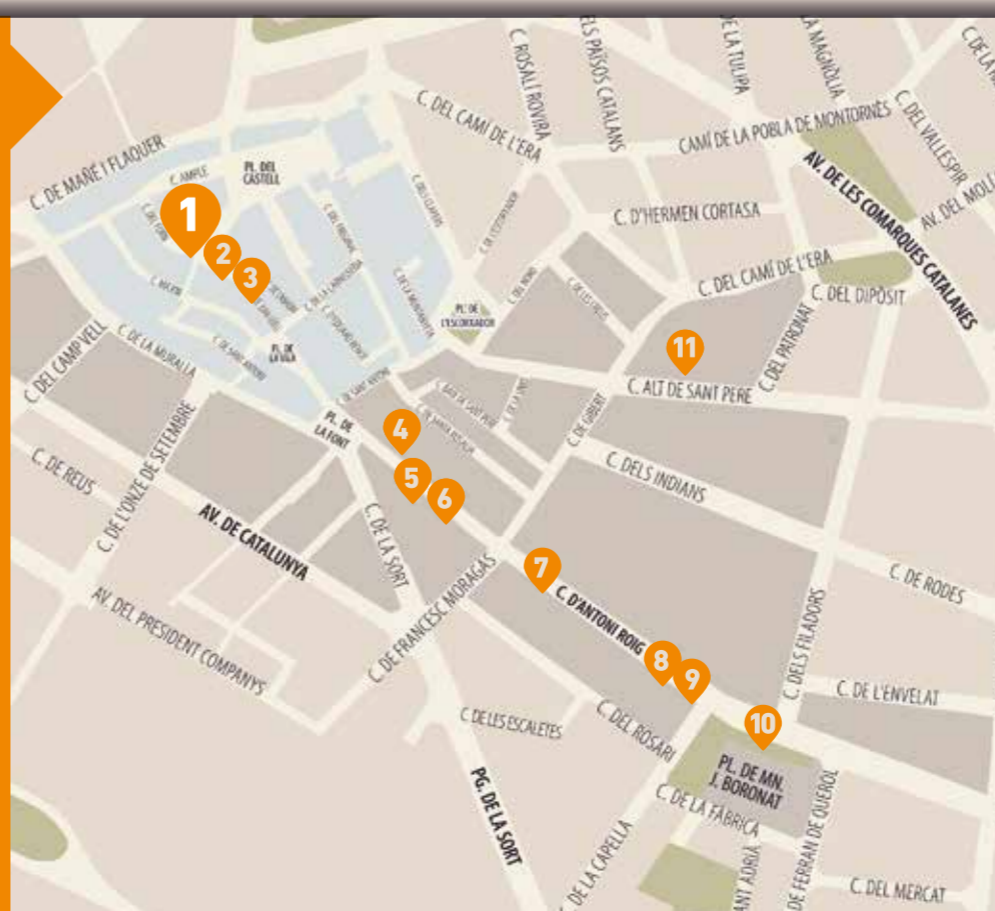 C. ROSALÍ ROVIRA
ELS PAÏSOS CATALANS
DE LA TULIPA
LA MAGNÒLIA
C. DEL CAMÍ DE L'ERA
CAMÍ DE LA POBLA DE MONTORNÈS
C. DEL VALLESPIR
C. DE MAÑÉ I FLAQUER
C. AMPLE
PL. DEL
CASTELL
AV. DE LES COMARQUES CATALANES
AV. DEL MOLÍ
1
2
3
C. D'HERMEN CORTASA
C. DEL CAMÍ DE L'ERA
C. DEL DIPÒSIT
C. DEL PATRONAT
PL. DE
L'ESCORXADOR
C. DE LA MURALLA
C. DEL CAMP VELL
PL. DE
LA VILA
C. DE SANT ANTONI
11
C. ALT DE SANT PERE
C. DE GIBERT
PL. DE
LA FONT
4
5
6
C. DE L'ONZE DE SETEMBRE
C. DE REUS
AV. DE CATALUNYA
C. DE LA SORT
C. DELS INDIANS
C. DE RODES
AV. DEL PRESIDENT COMPANYS
C. DE FRANCESC MORAGAS
7
C. D'ANTONI ROIG
8
9
C. DELS FILADORS
C. DE L'ENVELAT
C. DE LES ESCALETES
C. DEL ROSARI
10
PL. DE MN.
J. BORONAT
PG. DE LA SORT
C. DE LA FÀBRICA
DE LA CAPELLA
ANT ADRIÀ
DE FERRAN DE QUEROL
C. DEL MERCAT